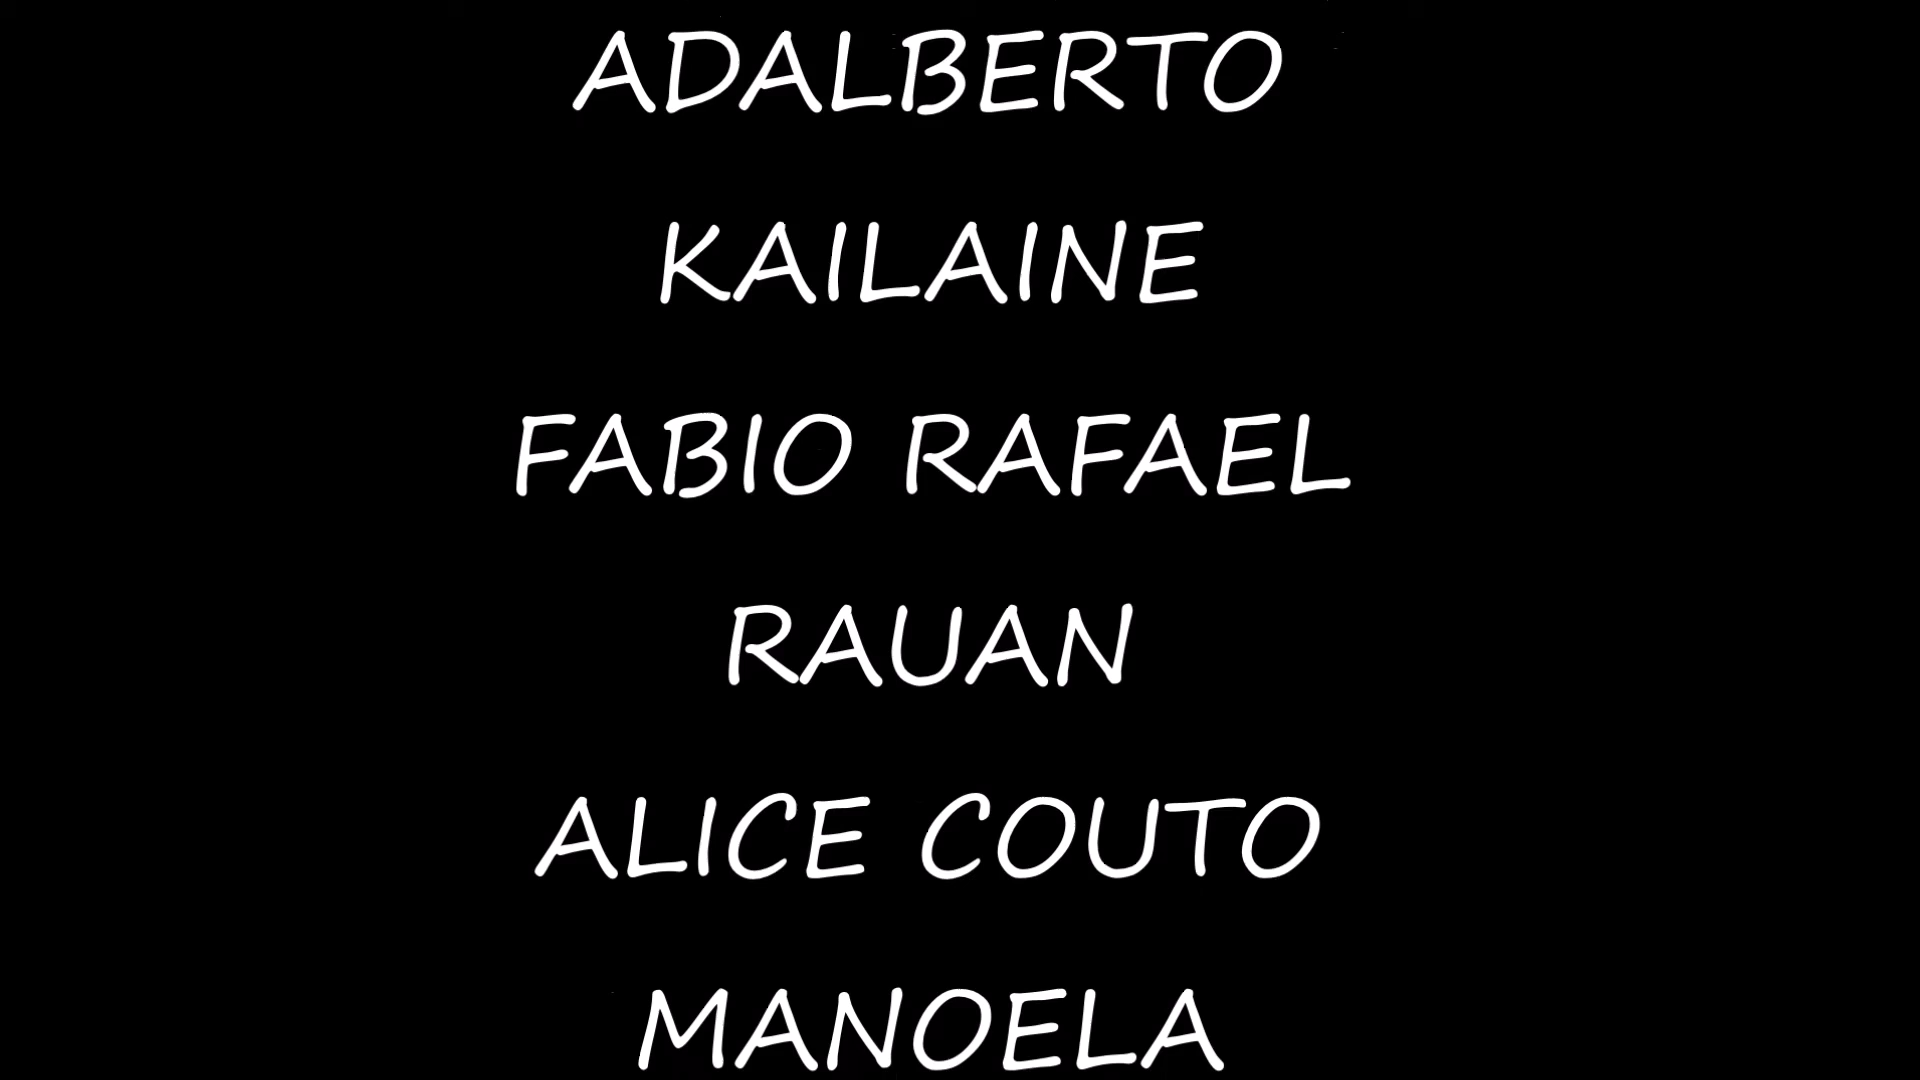 ADALBERTO
KAILAINE
FABIO RAFAEL
RAUAN
ALICE COUTO
MANOELA